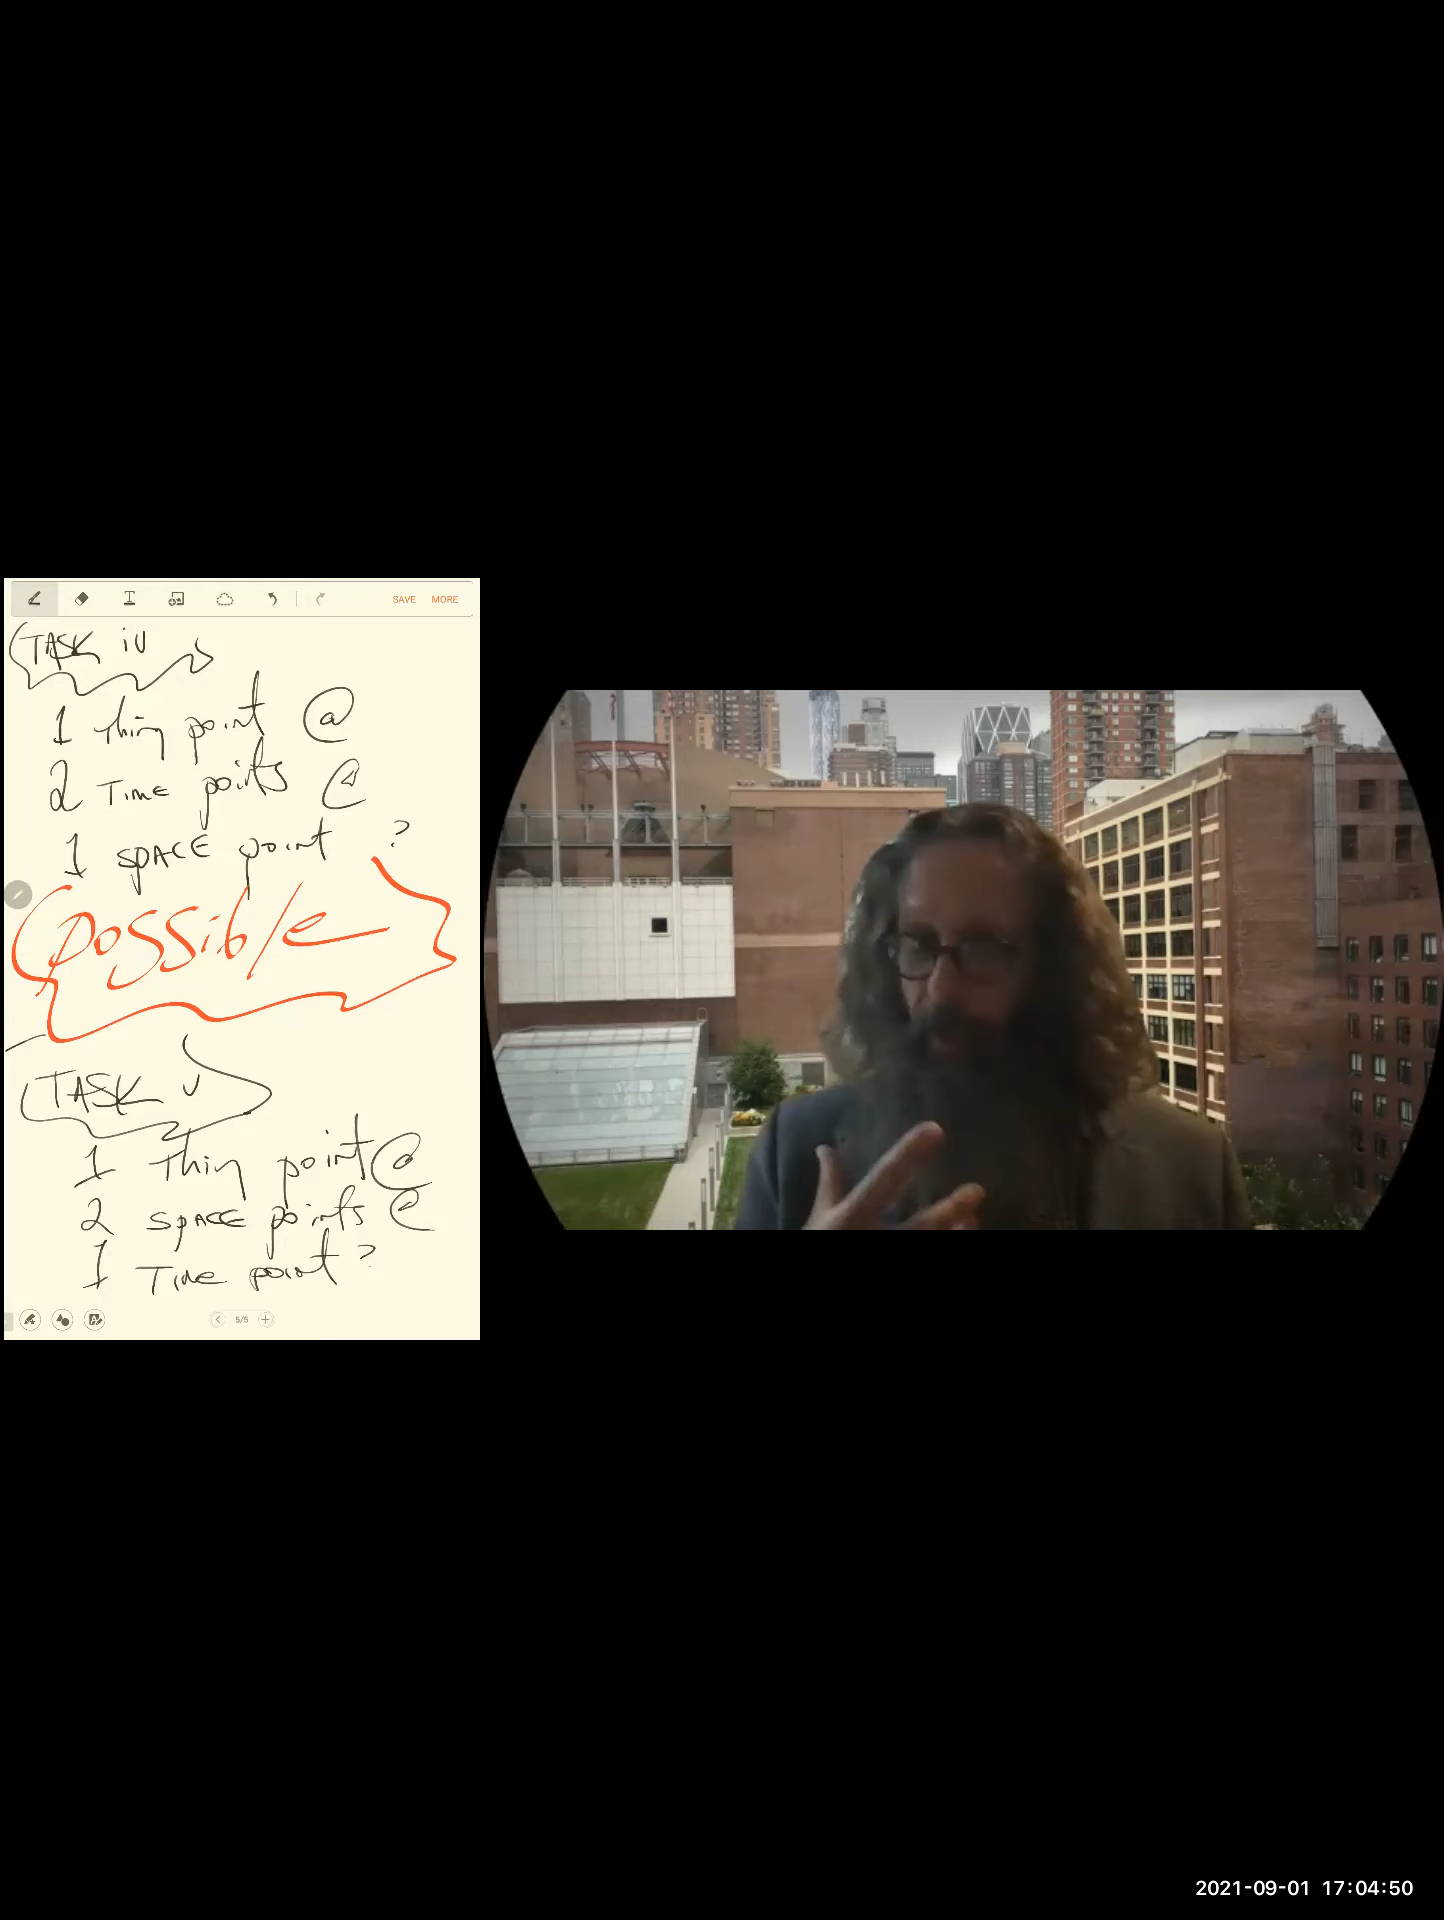 SAVE MORE
TASK iv
1 Thing point @
2 TIME points @
1 SPACE point ?
possible
TASK v
1 Thing point @
2 SPACE points @
1 TIME point ?
5/5
2021-09-01 17:04:50